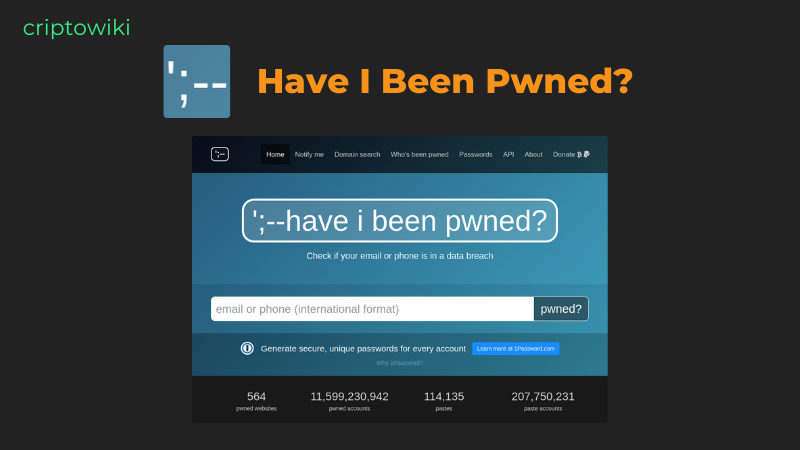 criptowiki
';--
Have I Been Pwned?
';--
Home Notify me Domain search Who's been pwned Passwords API About Donate
';--have i been pwned?
Check if your email or phone is in a data breach
email or phone (international format) pwned?
Generate secure, unique passwords for every account Learn more at 1Password.com
Why 1Password?
564 11,599,230,942 114,135 207,750,231
pwned websites pwned accounts pastes paste accounts